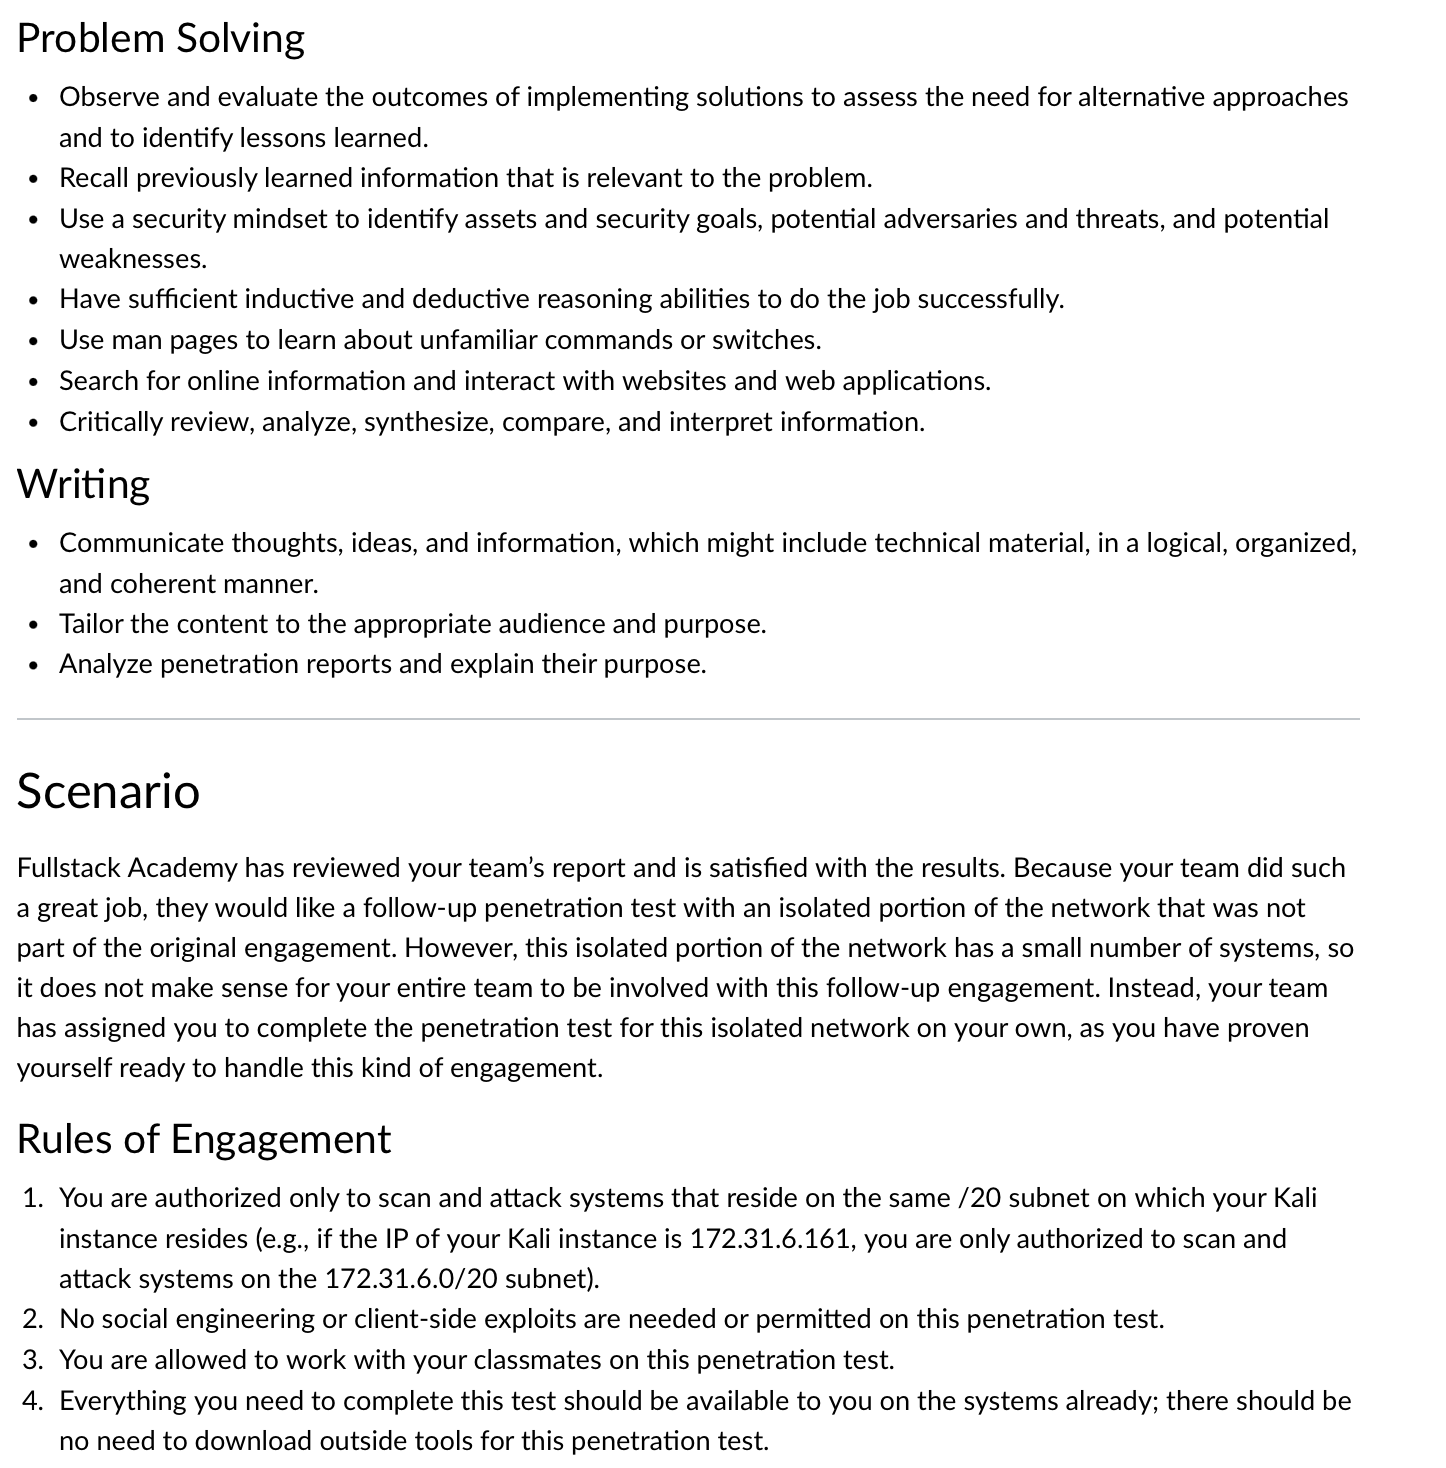 Problem Solving
• Observe and evaluate the outcomes of implementing solutions to assess the need for alternative approaches
and to identify lessons learned.
• Recall previously learned information that is relevant to the problem.
• Use a security mindset to identify assets and security goals, potential adversaries and threats, and potential
weaknesses.
• Have sufficient inductive and deductive reasoning abilities to do the job successfully.
• Use man pages to learn about unfamiliar commands or switches.
• Search for online information and interact with websites and web applications.
• Critically review, analyze, synthesize, compare, and interpret information.
Writing
• Communicate thoughts, ideas, and information, which might include technical material, in a logical, organized,
and coherent manner.
• Tailor the content to the appropriate audience and purpose.
• Analyze penetration reports and explain their purpose.
Scenario
Fullstack Academy has reviewed your team’s report and is satisfied with the results. Because your team did such
a great job, they would like a follow-up penetration test with an isolated portion of the network that was not
part of the original engagement. However, this isolated portion of the network has a small number of systems, so
it does not make sense for your entire team to be involved with this follow-up engagement. Instead, your team
has assigned you to complete the penetration test for this isolated network on your own, as you have proven
yourself ready to handle this kind of engagement.
Rules of Engagement
1. You are authorized only to scan and attack systems that reside on the same /20 subnet on which your Kali
instance resides (e.g., if the IP of your Kali instance is 172.31.6.161, you are only authorized to scan and
attack systems on the 172.31.6.0/20 subnet).
2. No social engineering or client-side exploits are needed or permitted on this penetration test.
3. You are allowed to work with your classmates on this penetration test.
4. Everything you need to complete this test should be available to you on the systems already; there should be
no need to download outside tools for this penetration test.